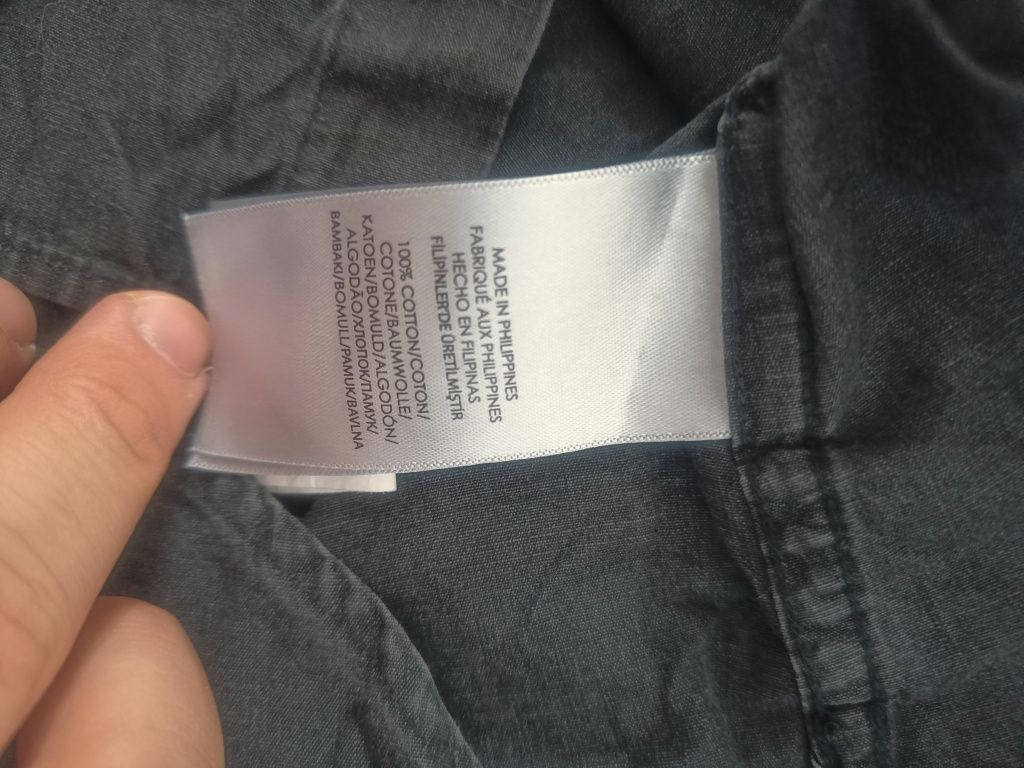 MADE IN PHILIPPINES
FABRIQUÉ AUX PHILIPPINES
HECHO EN FILIPINAS
FİLİPİNLER'DE ÜRETİLMİŞTİR
100% COTTON/COTON/
COTONE/BAUMWOLLE/
KATOEN/BOMULD/ALGODÓN/
ALGODÃO/ХЛОПОК/ПАМУК/
BAMBAKI/BOMULL/PAMUK/BAVLNA